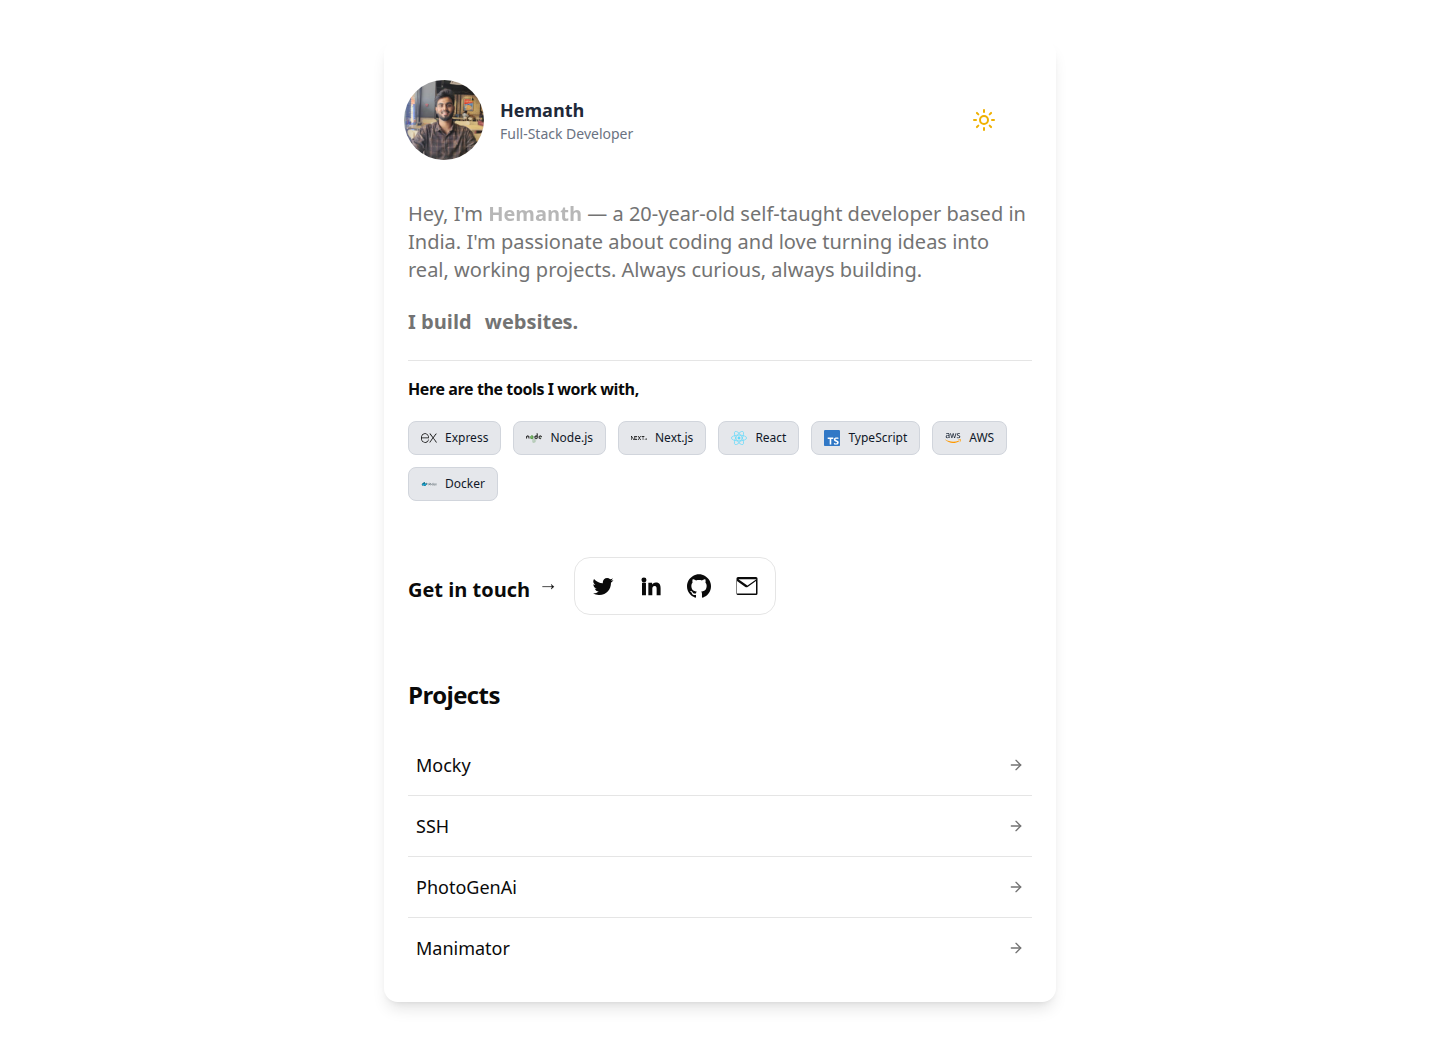 Hemanth
Full-Stack Developer
Hey, I'm Hemanth — a 20-year-old self-taught developer based in
India. I'm passionate about coding and love turning ideas into
real, working projects. Always curious, always building.
I build websites.
Here are the tools I work with,
Express Node.js Next.js React TS TypeScript aws AWS
Docker
Get in touch →
Projects
Mocky
SSH
PhotoGenAi
Manimator